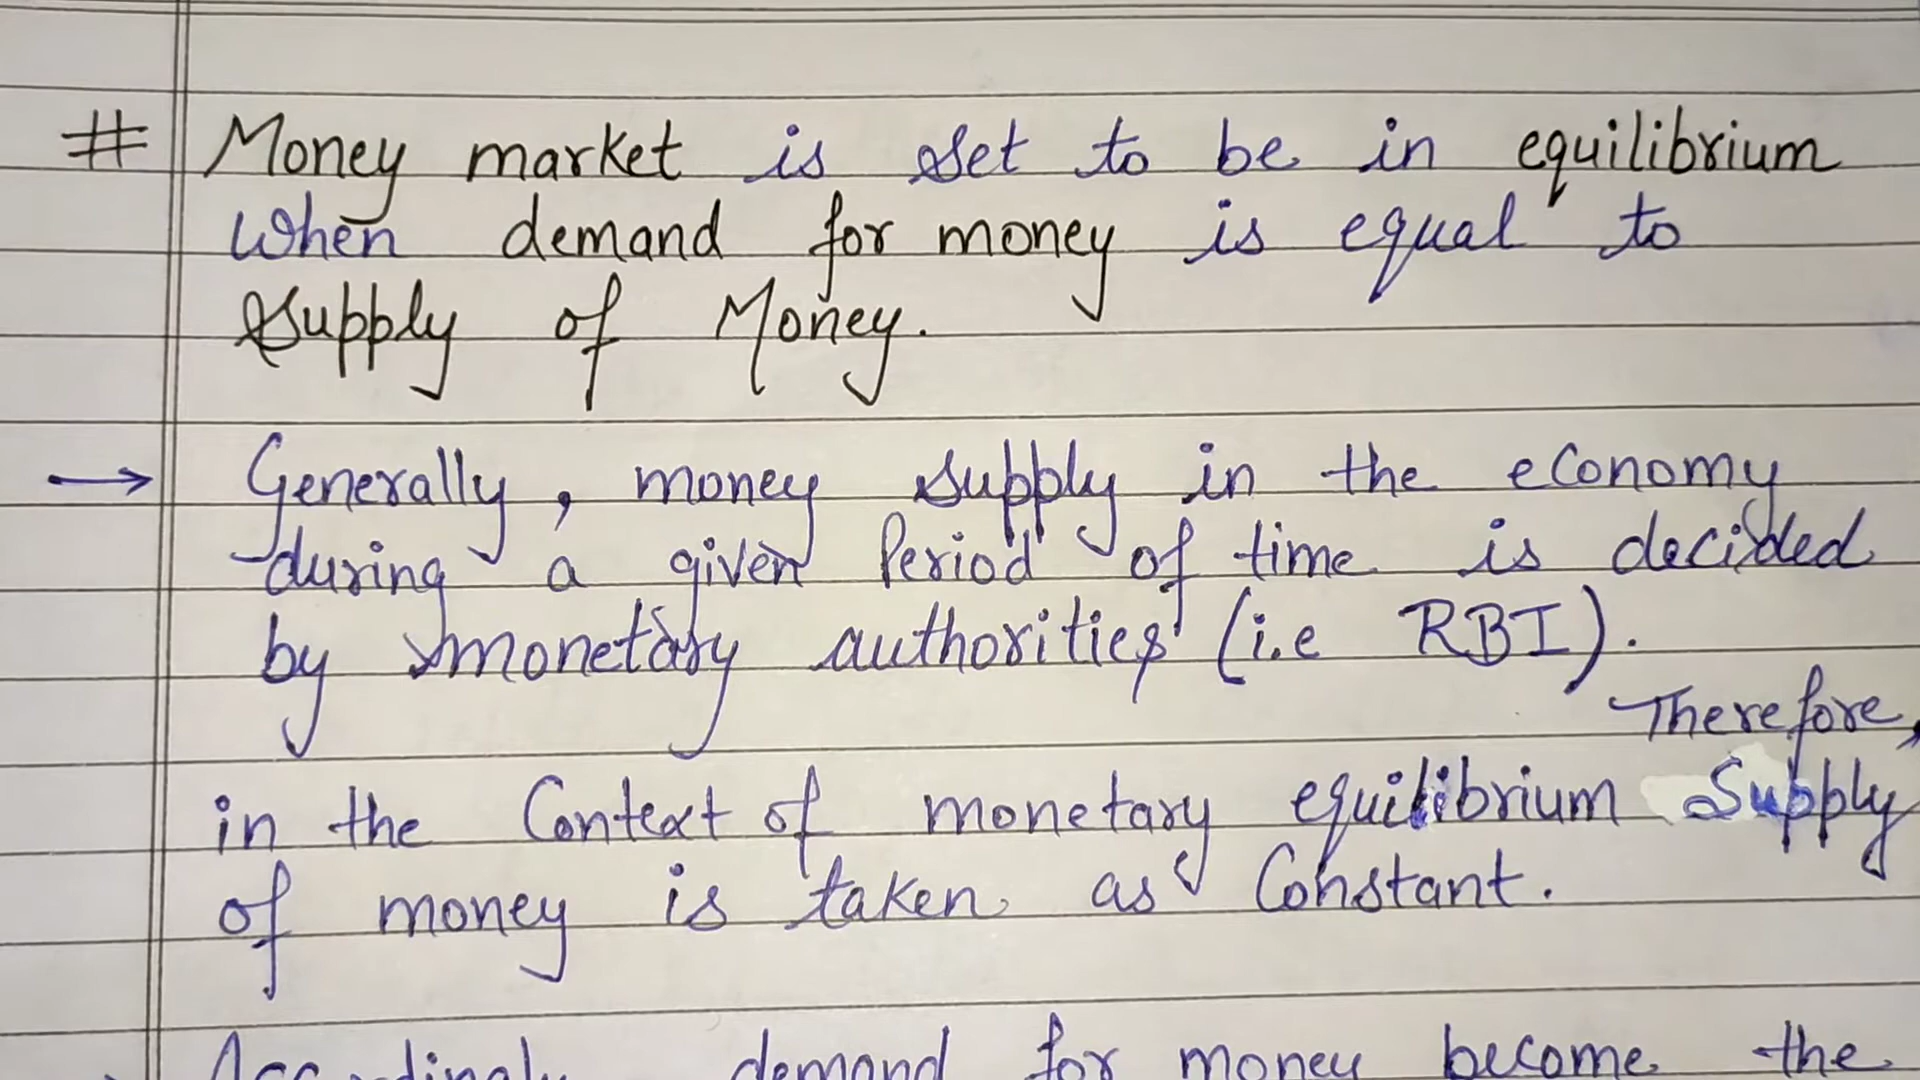 # Money market is set to be in equilibrium
when demand for money is equal to
supply of Money.
→ Generally, money supply in the economy
during a given Period of time is decided
by monetary authorities (i.e RBI).
Therefore,
in the Context of monetary equilibrium Supply
of money is taken as Constant.
Accordingly demand for money become the